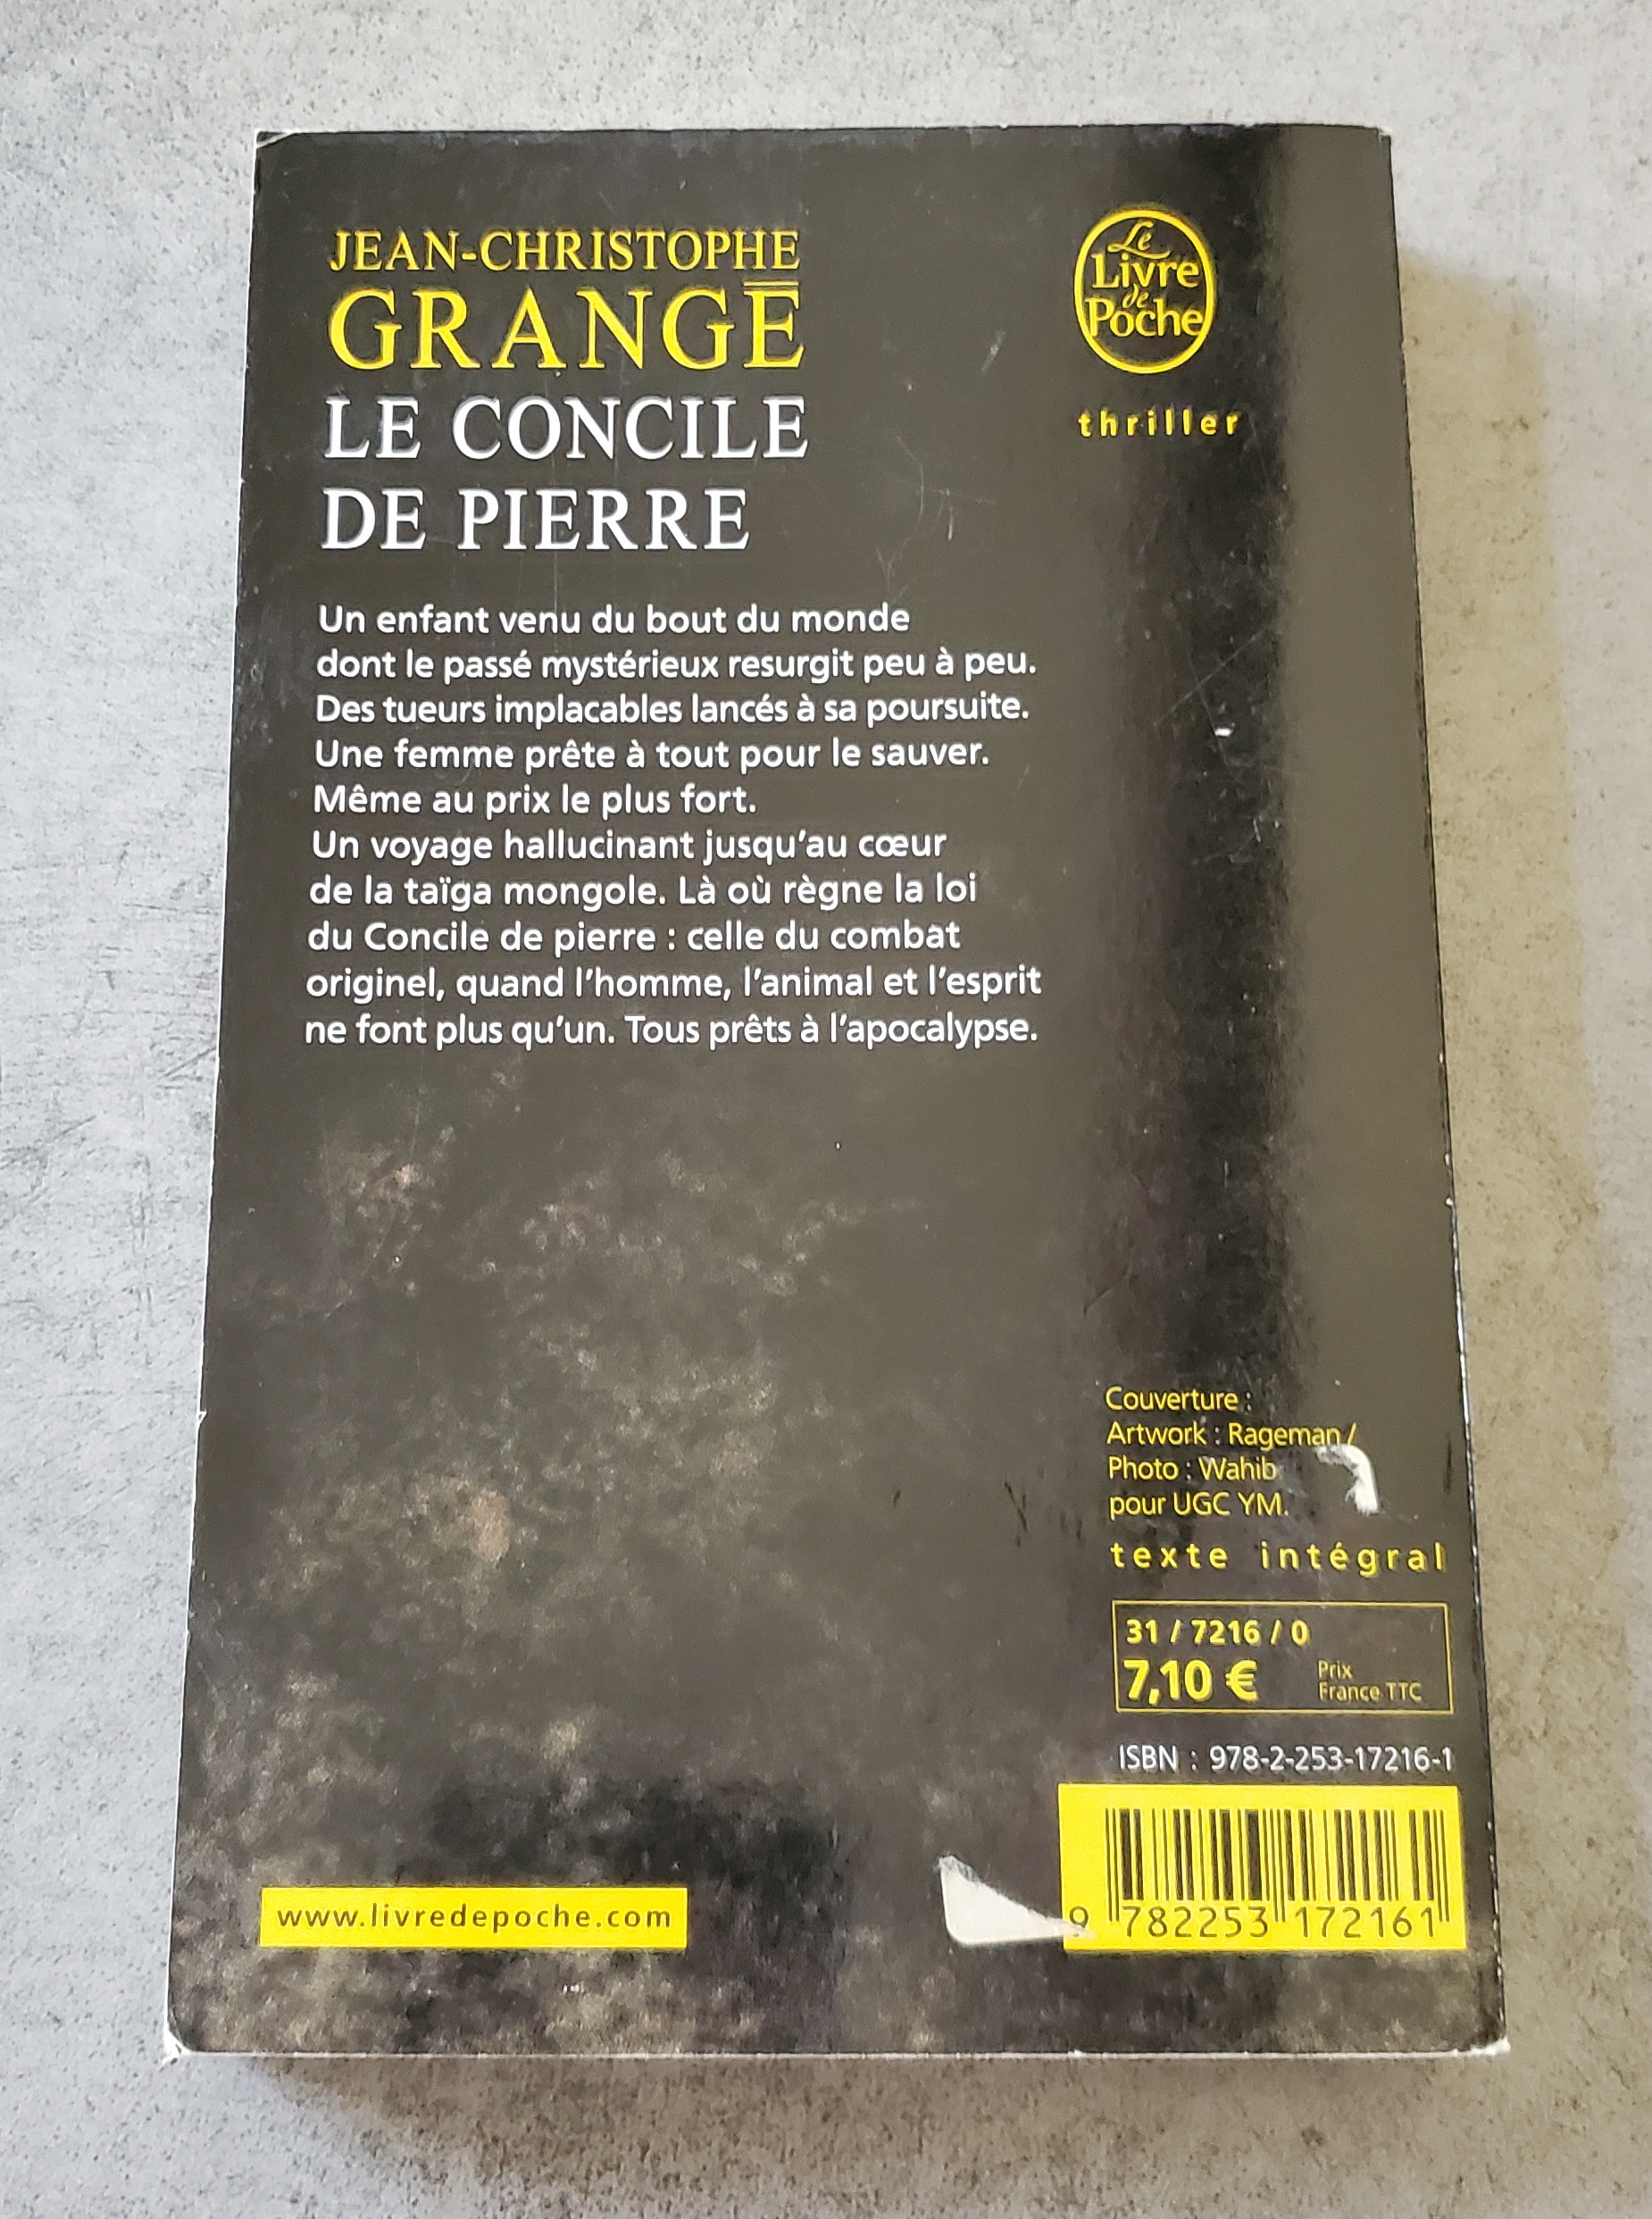 JEAN-CHRISTOPHE
GRANGĒ
LE CONCILE
DE PIERRE
Le
Livre
de
Poche
thriller
Un enfant venu du bout du monde
dont le passé mystérieux resurgit peu à peu.
Des tueurs implacables lancés à sa poursuite.
Une femme prête à tout pour le sauver.
Même au prix le plus fort.
Un voyage hallucinant jusqu'au cœur
de la taïga mongole. Là où règne la loi
du Concile de pierre : celle du combat
originel, quand l'homme, l'animal et l'esprit
ne font plus qu'un. Tous prêts à l'apocalypse.
Couverture :
Artwork : Rageman /
Photo : Wahib
pour UGC YM.
texte intégral
31 / 7216 / 0
7,10 €
Prix
France TTC
ISBN : 978-2-253-17216-1
9 782253 172161
www.livredepoche.com